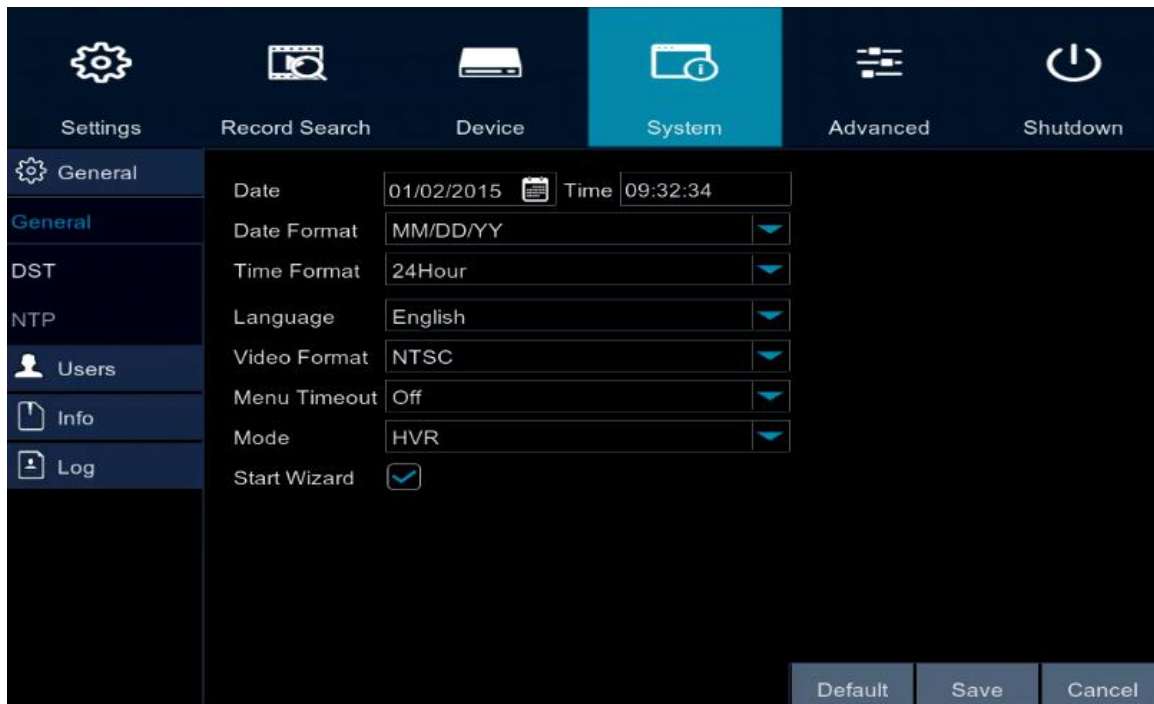 Settings Record Search Device System Advanced Shutdown
General
General
DST
NTP
Users
Info
Log
Date 01/02/2015 Time 09:32:34
Date Format MM/DD/YY
Time Format 24Hour
Language English
Video Format NTSC
Menu Timeout Off
Mode HVR
Start Wizard
Default Save Cancel